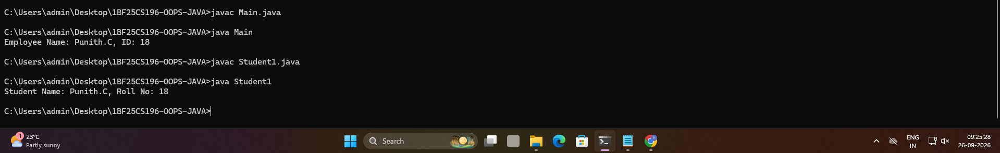 C:\Users\admin\Desktop\1BF25CS196-OOPS-JAVA>javac Main.java
C:\Users\admin\Desktop\1BF25CS196-OOPS-JAVA>java Main
Employee Name: Punith.C, ID: 18
C:\Users\admin\Desktop\1BF25CS196-OOPS-JAVA>javac Student1.java
C:\Users\admin\Desktop\1BF25CS196-OOPS-JAVA>java Student1
Student Name: Punith.C, Roll No: 18
C:\Users\admin\Desktop\1BF25CS196-OOPS-JAVA>
1
23°C
Partly sunny
Search
P
ENG
IN
09:25:28
26-09-2026